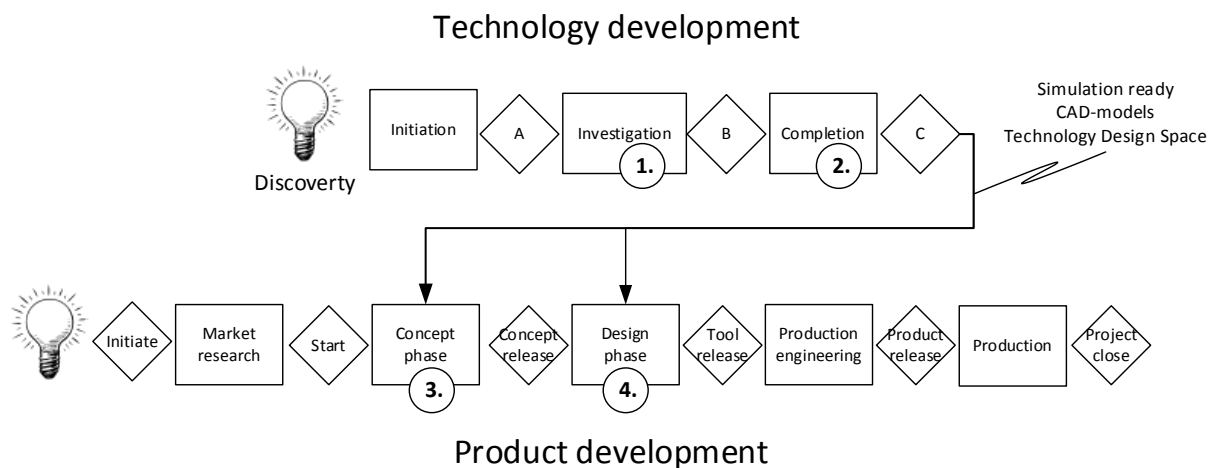 Technology development
Simulation ready
CAD-models
Technology Design Space
Initiation
A
Investigation
B
Completion
C
1.
2.
Discoverty
Initiate
Market
research
Start
Concept
phase
Concept
release
Design
phase
Tool
release
Production
engineering
Product
release
Production
Project
close
3.
4.
Product development